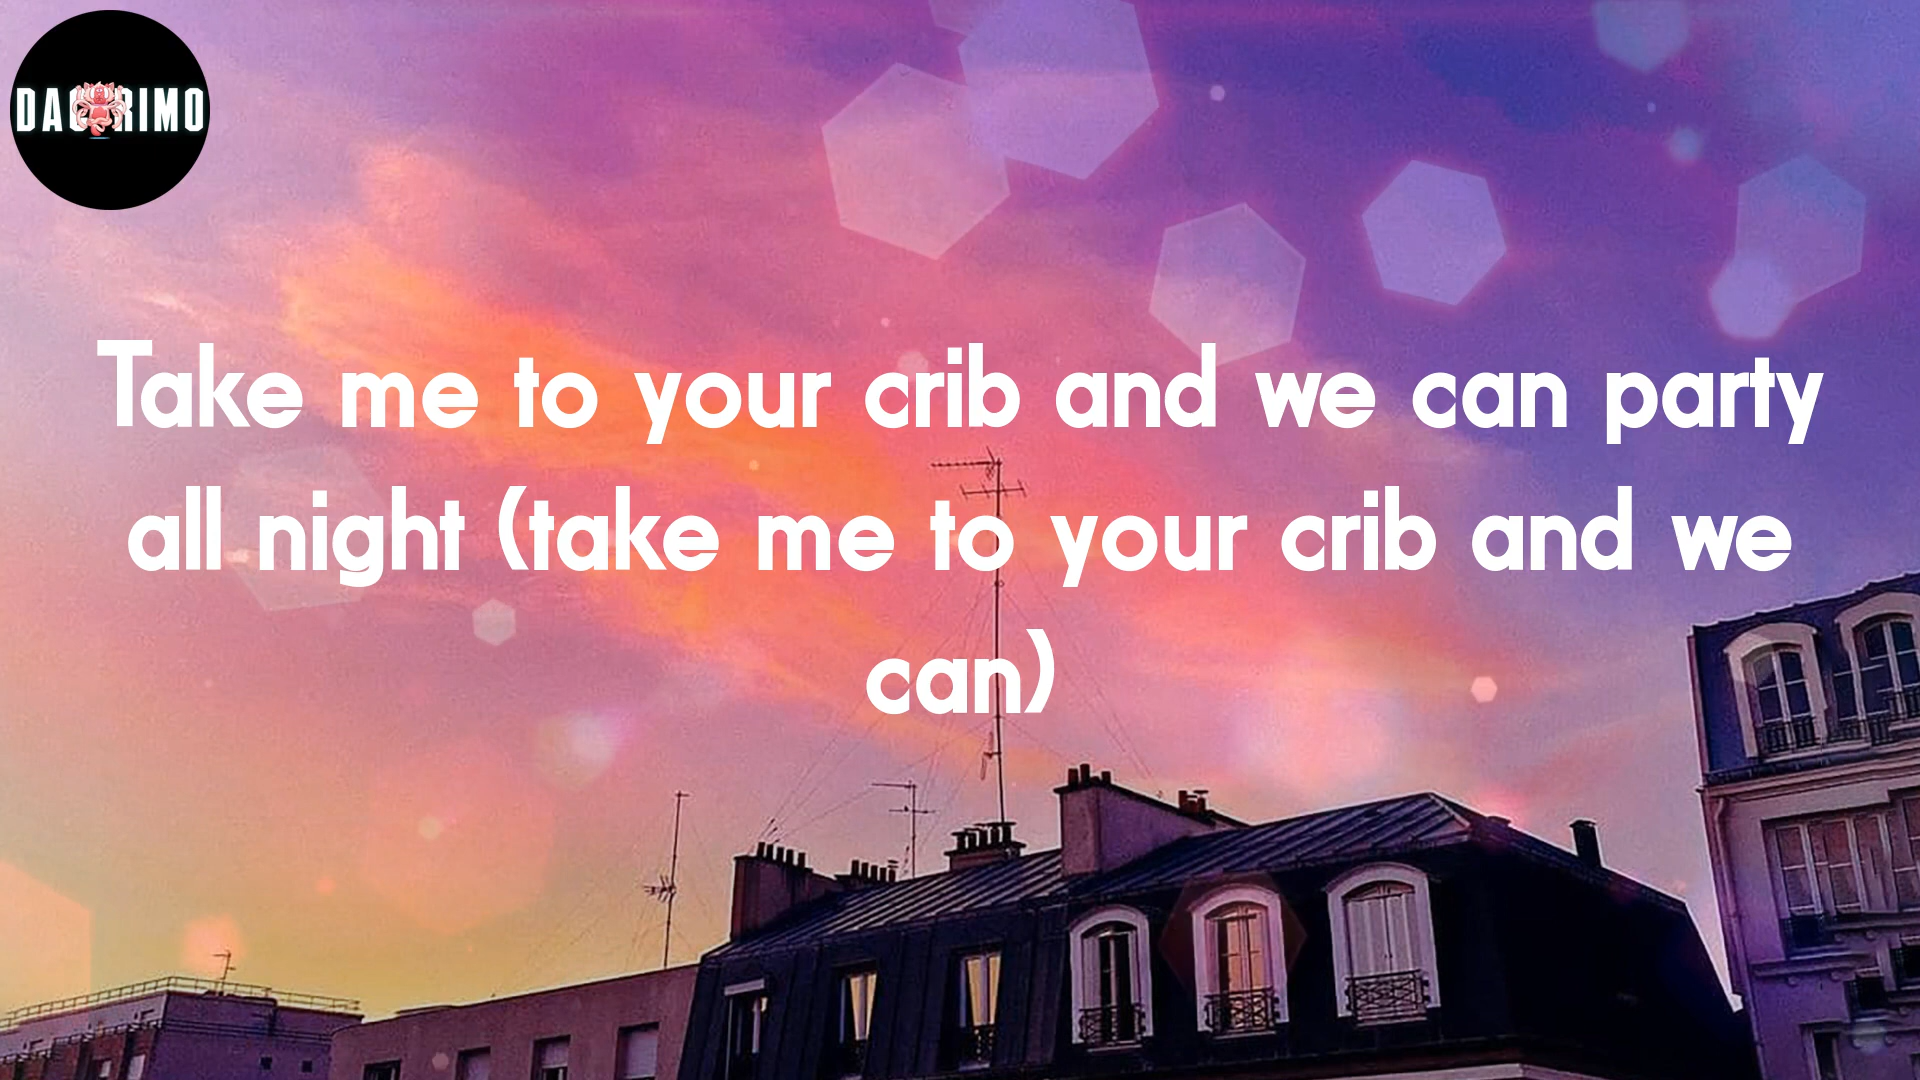 Take me to your crib and we can party
all night (take me to your crib and we
can)